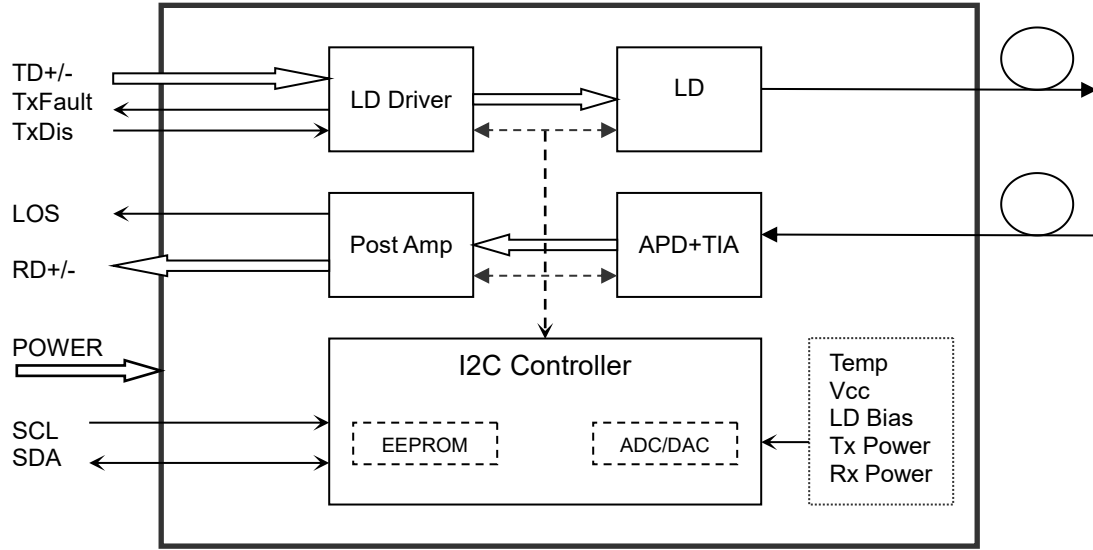 TD+/-
TxFault
TxDis
LD Driver
LD
LOS
RD+/-
Post Amp
APD+TIA
POWER
SCL
SDA
I2C Controller
EEPROM
ADC/DAC
Temp
Vcc
LD Bias
Tx Power
Rx Power